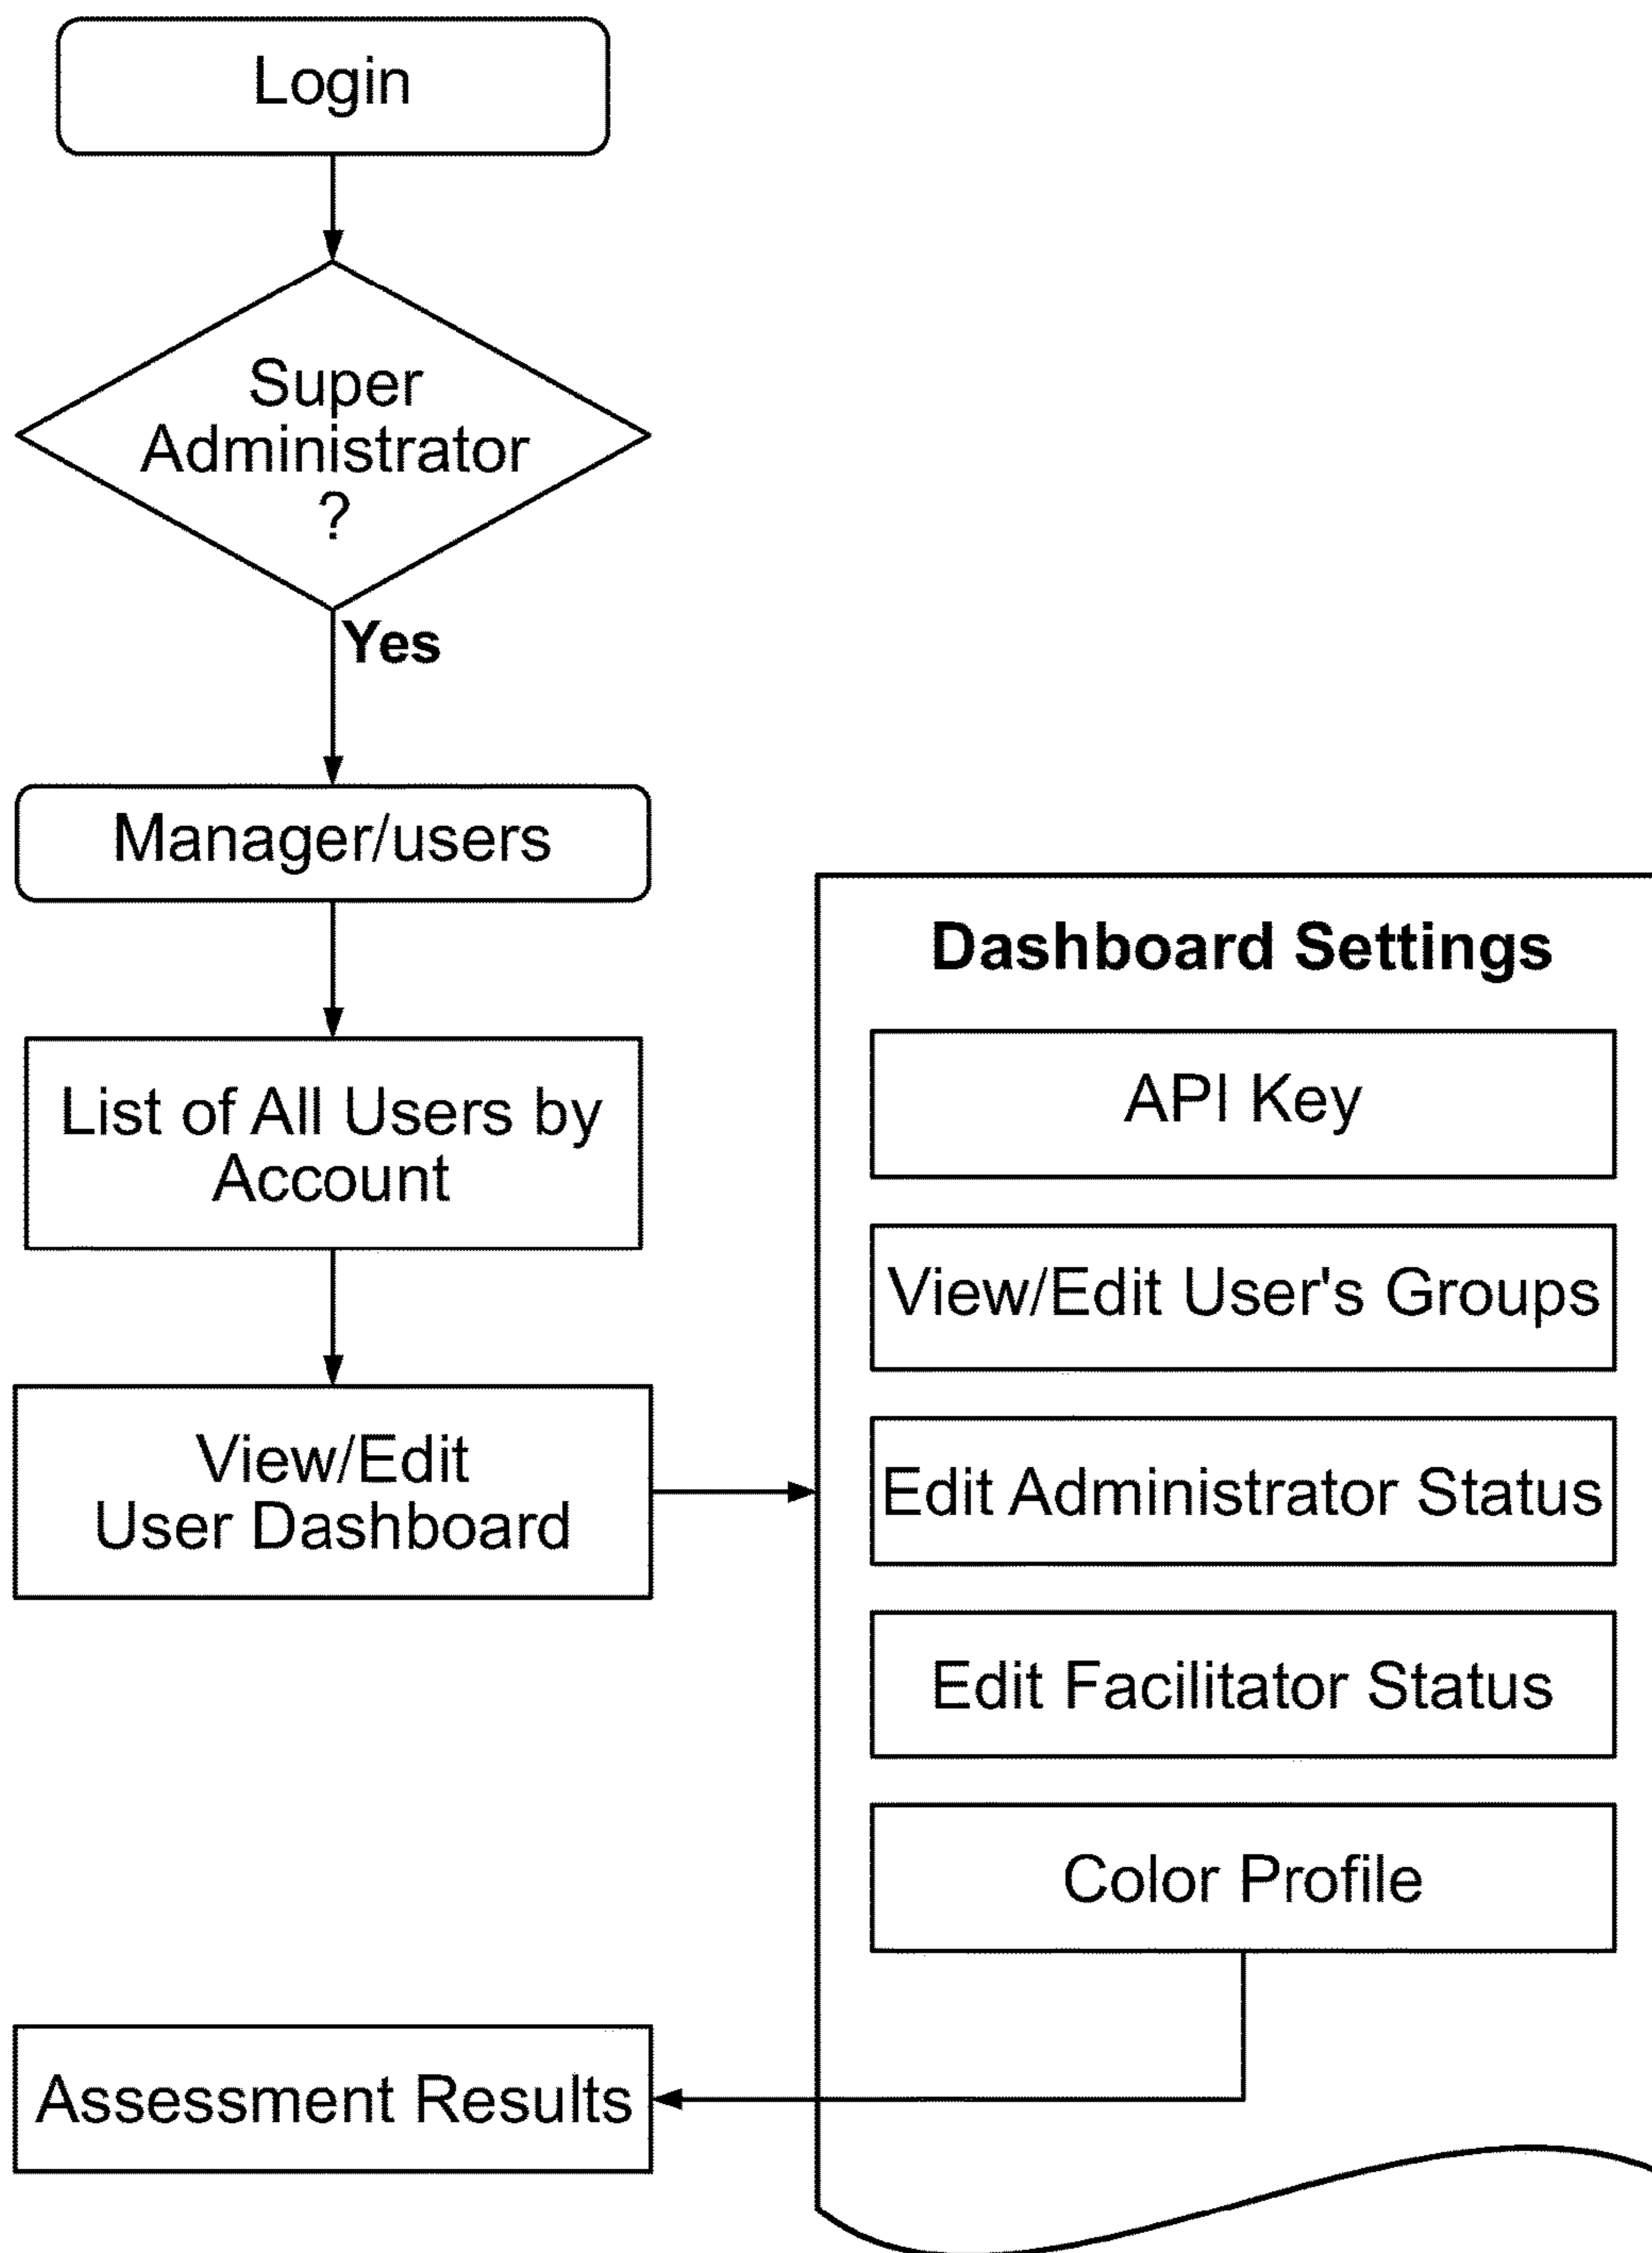 Login
Super
Administrator
?
Yes
Manager/users
List of All Users by
Account
View/Edit
User Dashboard
Dashboard Settings
API Key
View/Edit User's Groups
Edit Administrator Status
Edit Facilitator Status
Color Profile
Assessment Results